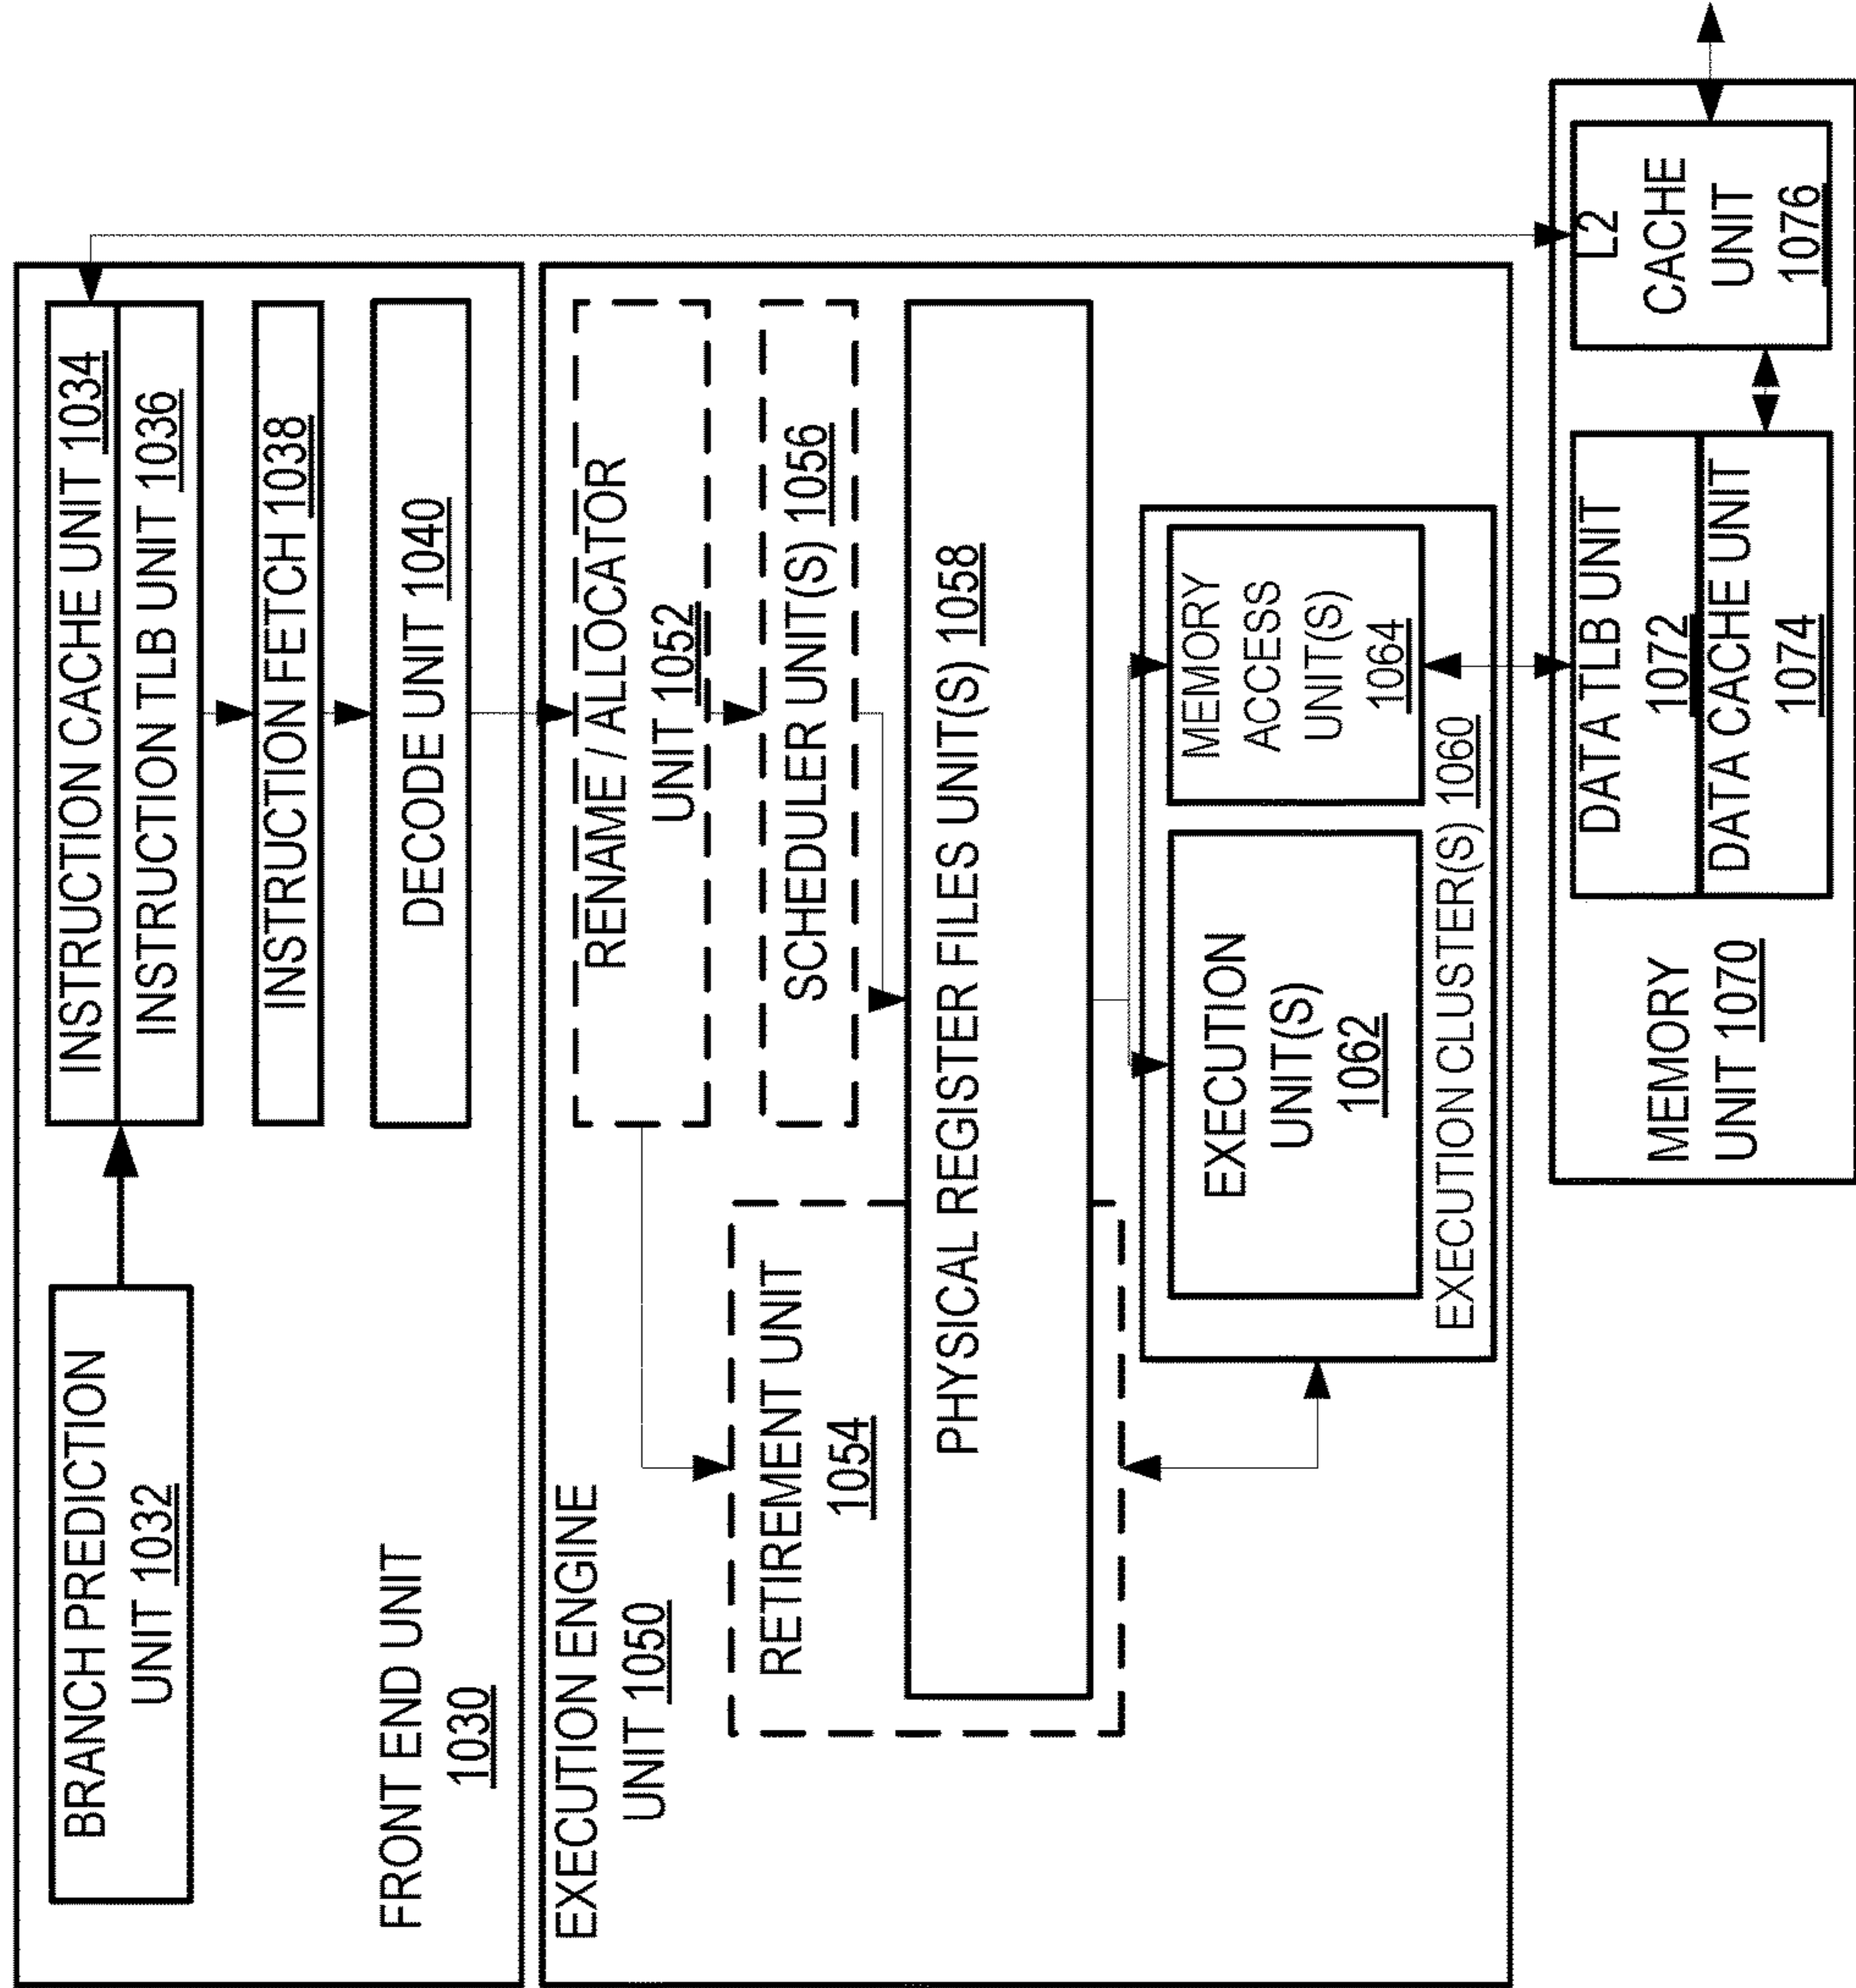 BRANCH PREDICTION
UNIT 1032
INSTRUCTION CACHE UNIT 1034
INSTRUCTION TLB UNIT 1036
INSTRUCTION FETCH 1038
DECODE UNIT 1040
FRONT END UNIT
1030
EXECUTION ENGINE
UNIT 1050
RENAME / ALLOCATOR
UNIT 1052
RETIREMENT UNIT
1054
SCHEDULER UNIT(S) 1056
PHYSICAL REGISTER FILES UNIT(S) 1058
EXECUTION
UNIT(S)
1062
MEMORY
ACCESS
UNIT(S)
1064
EXECUTION CLUSTER(S) 1060
MEMORY
UNIT 1070
DATA TLB UNIT
1072
DATA CACHE UNIT
1074
L2
CACHE
UNIT
1076